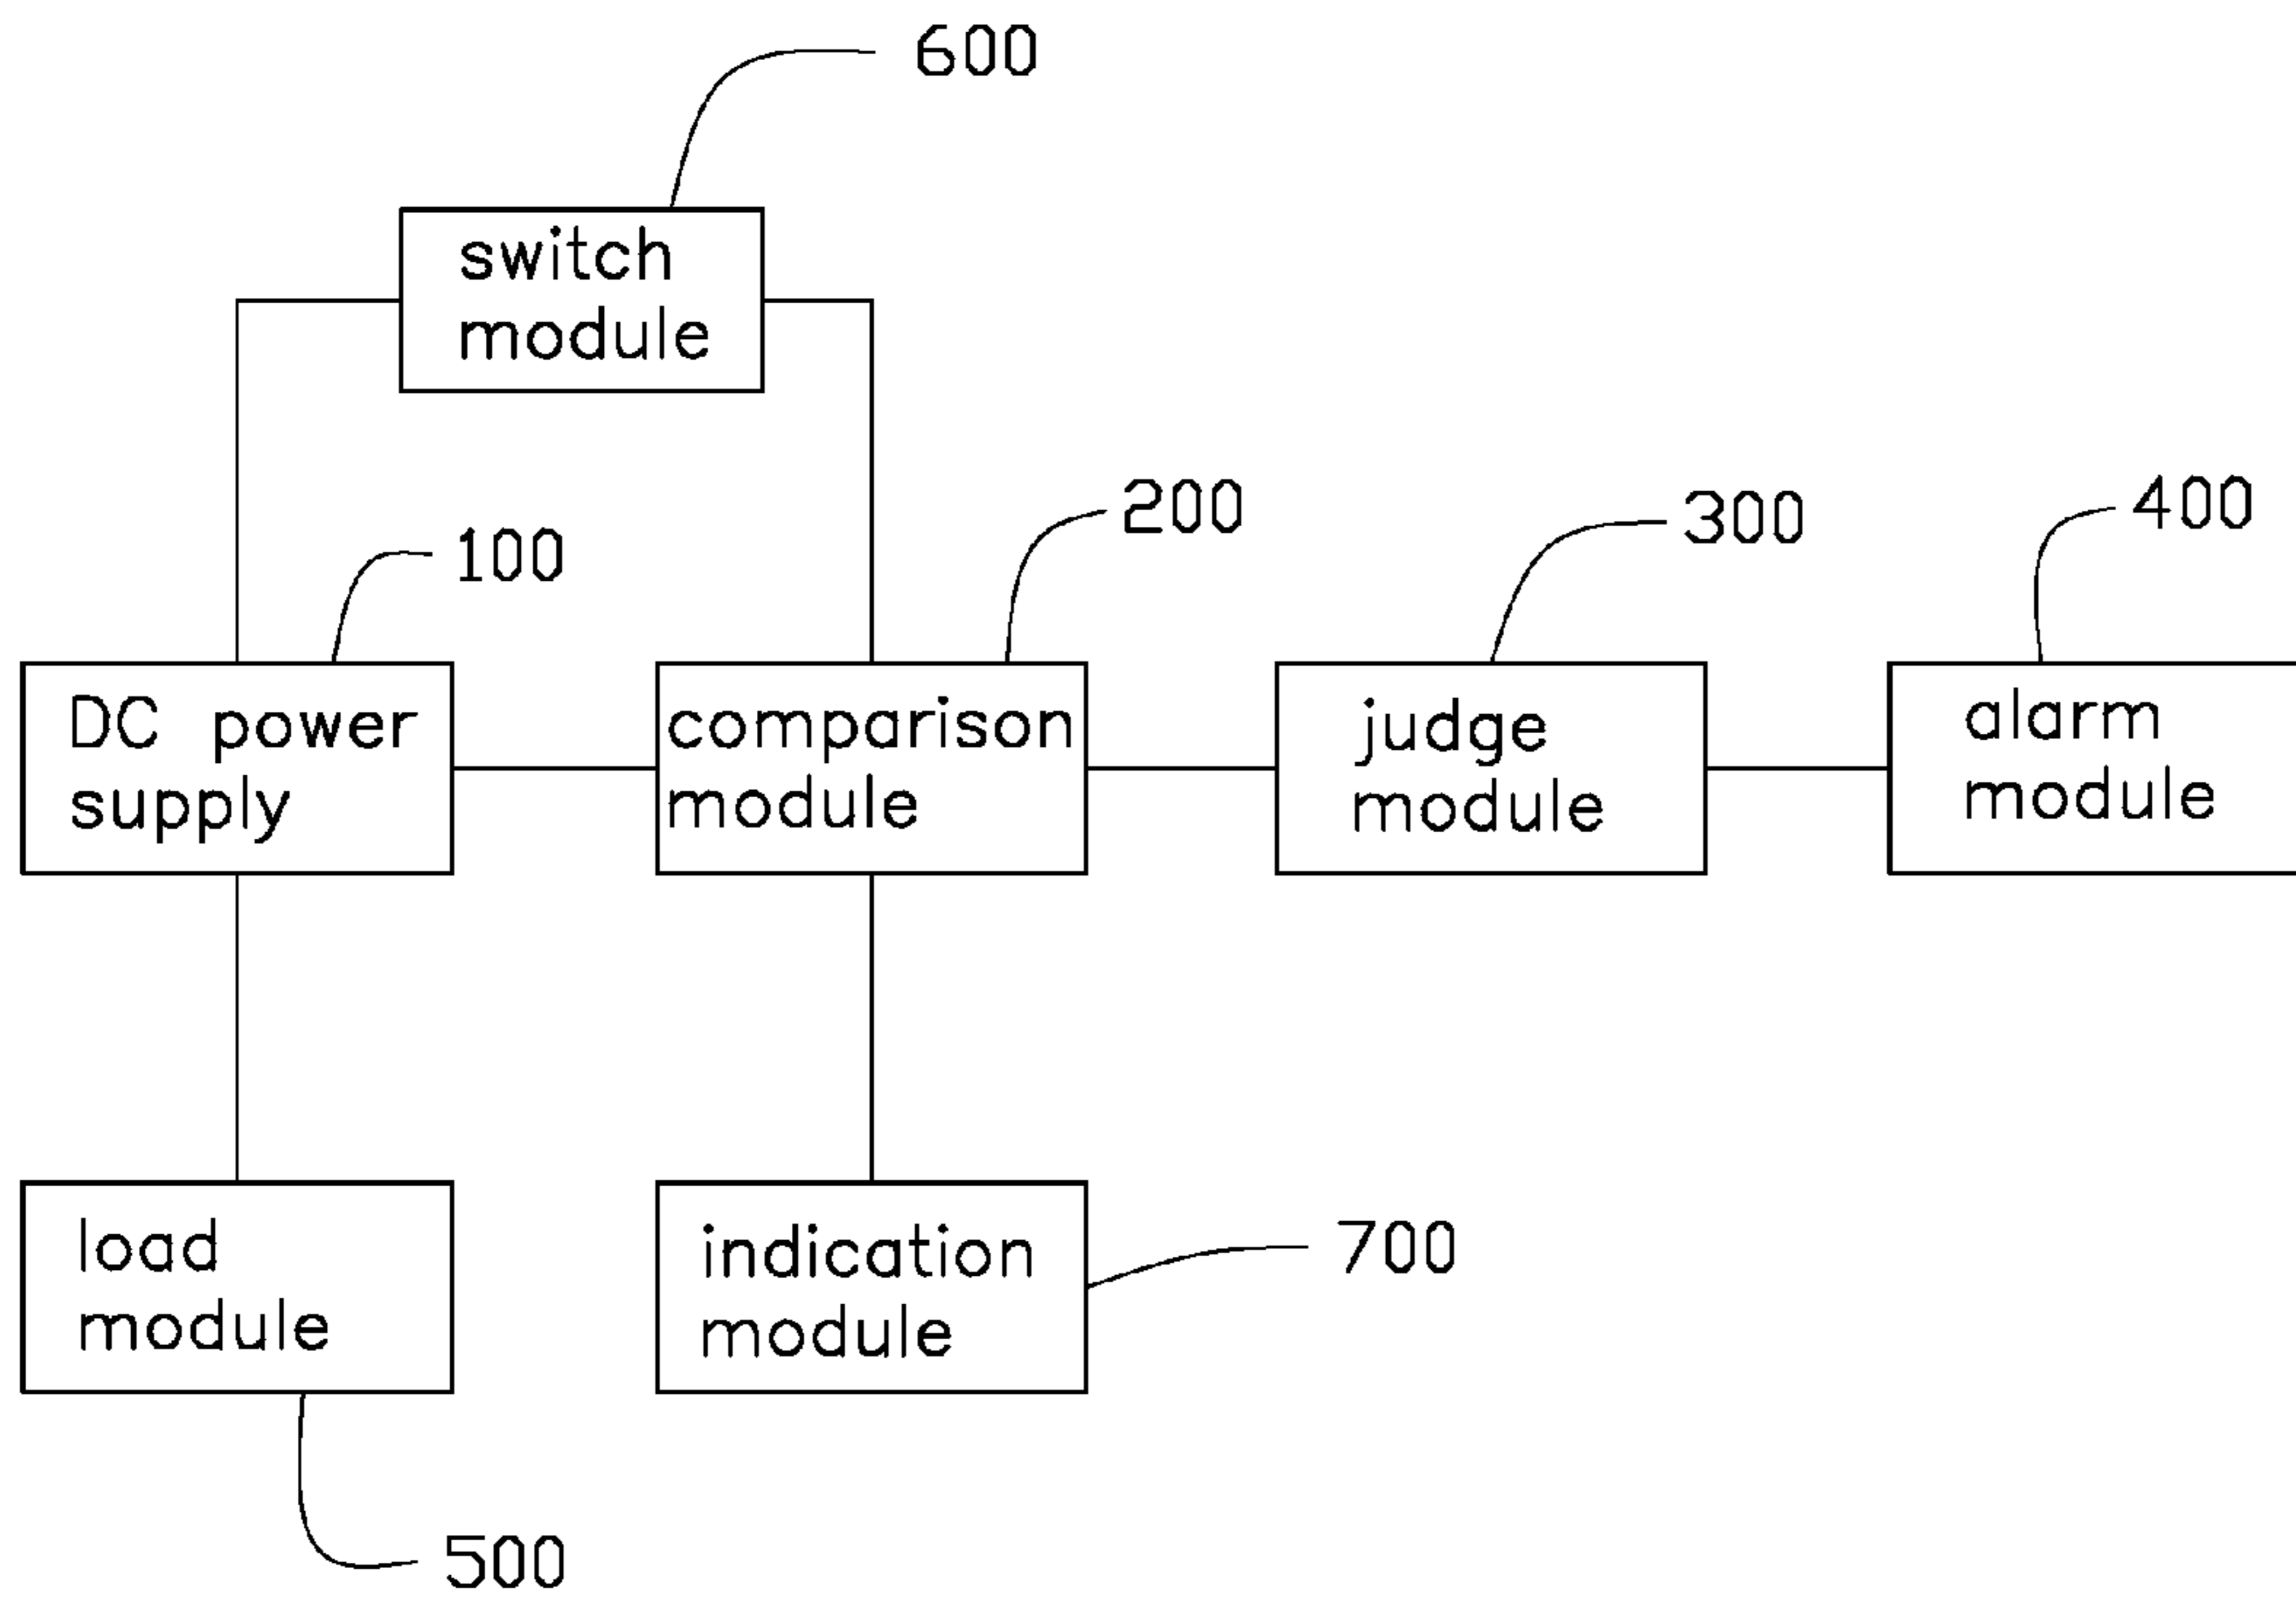 600
switch
module
200
400
300
100
DC power
supply
comparison
module
judge
module
alarm
module
load
module
indication
module
700
500